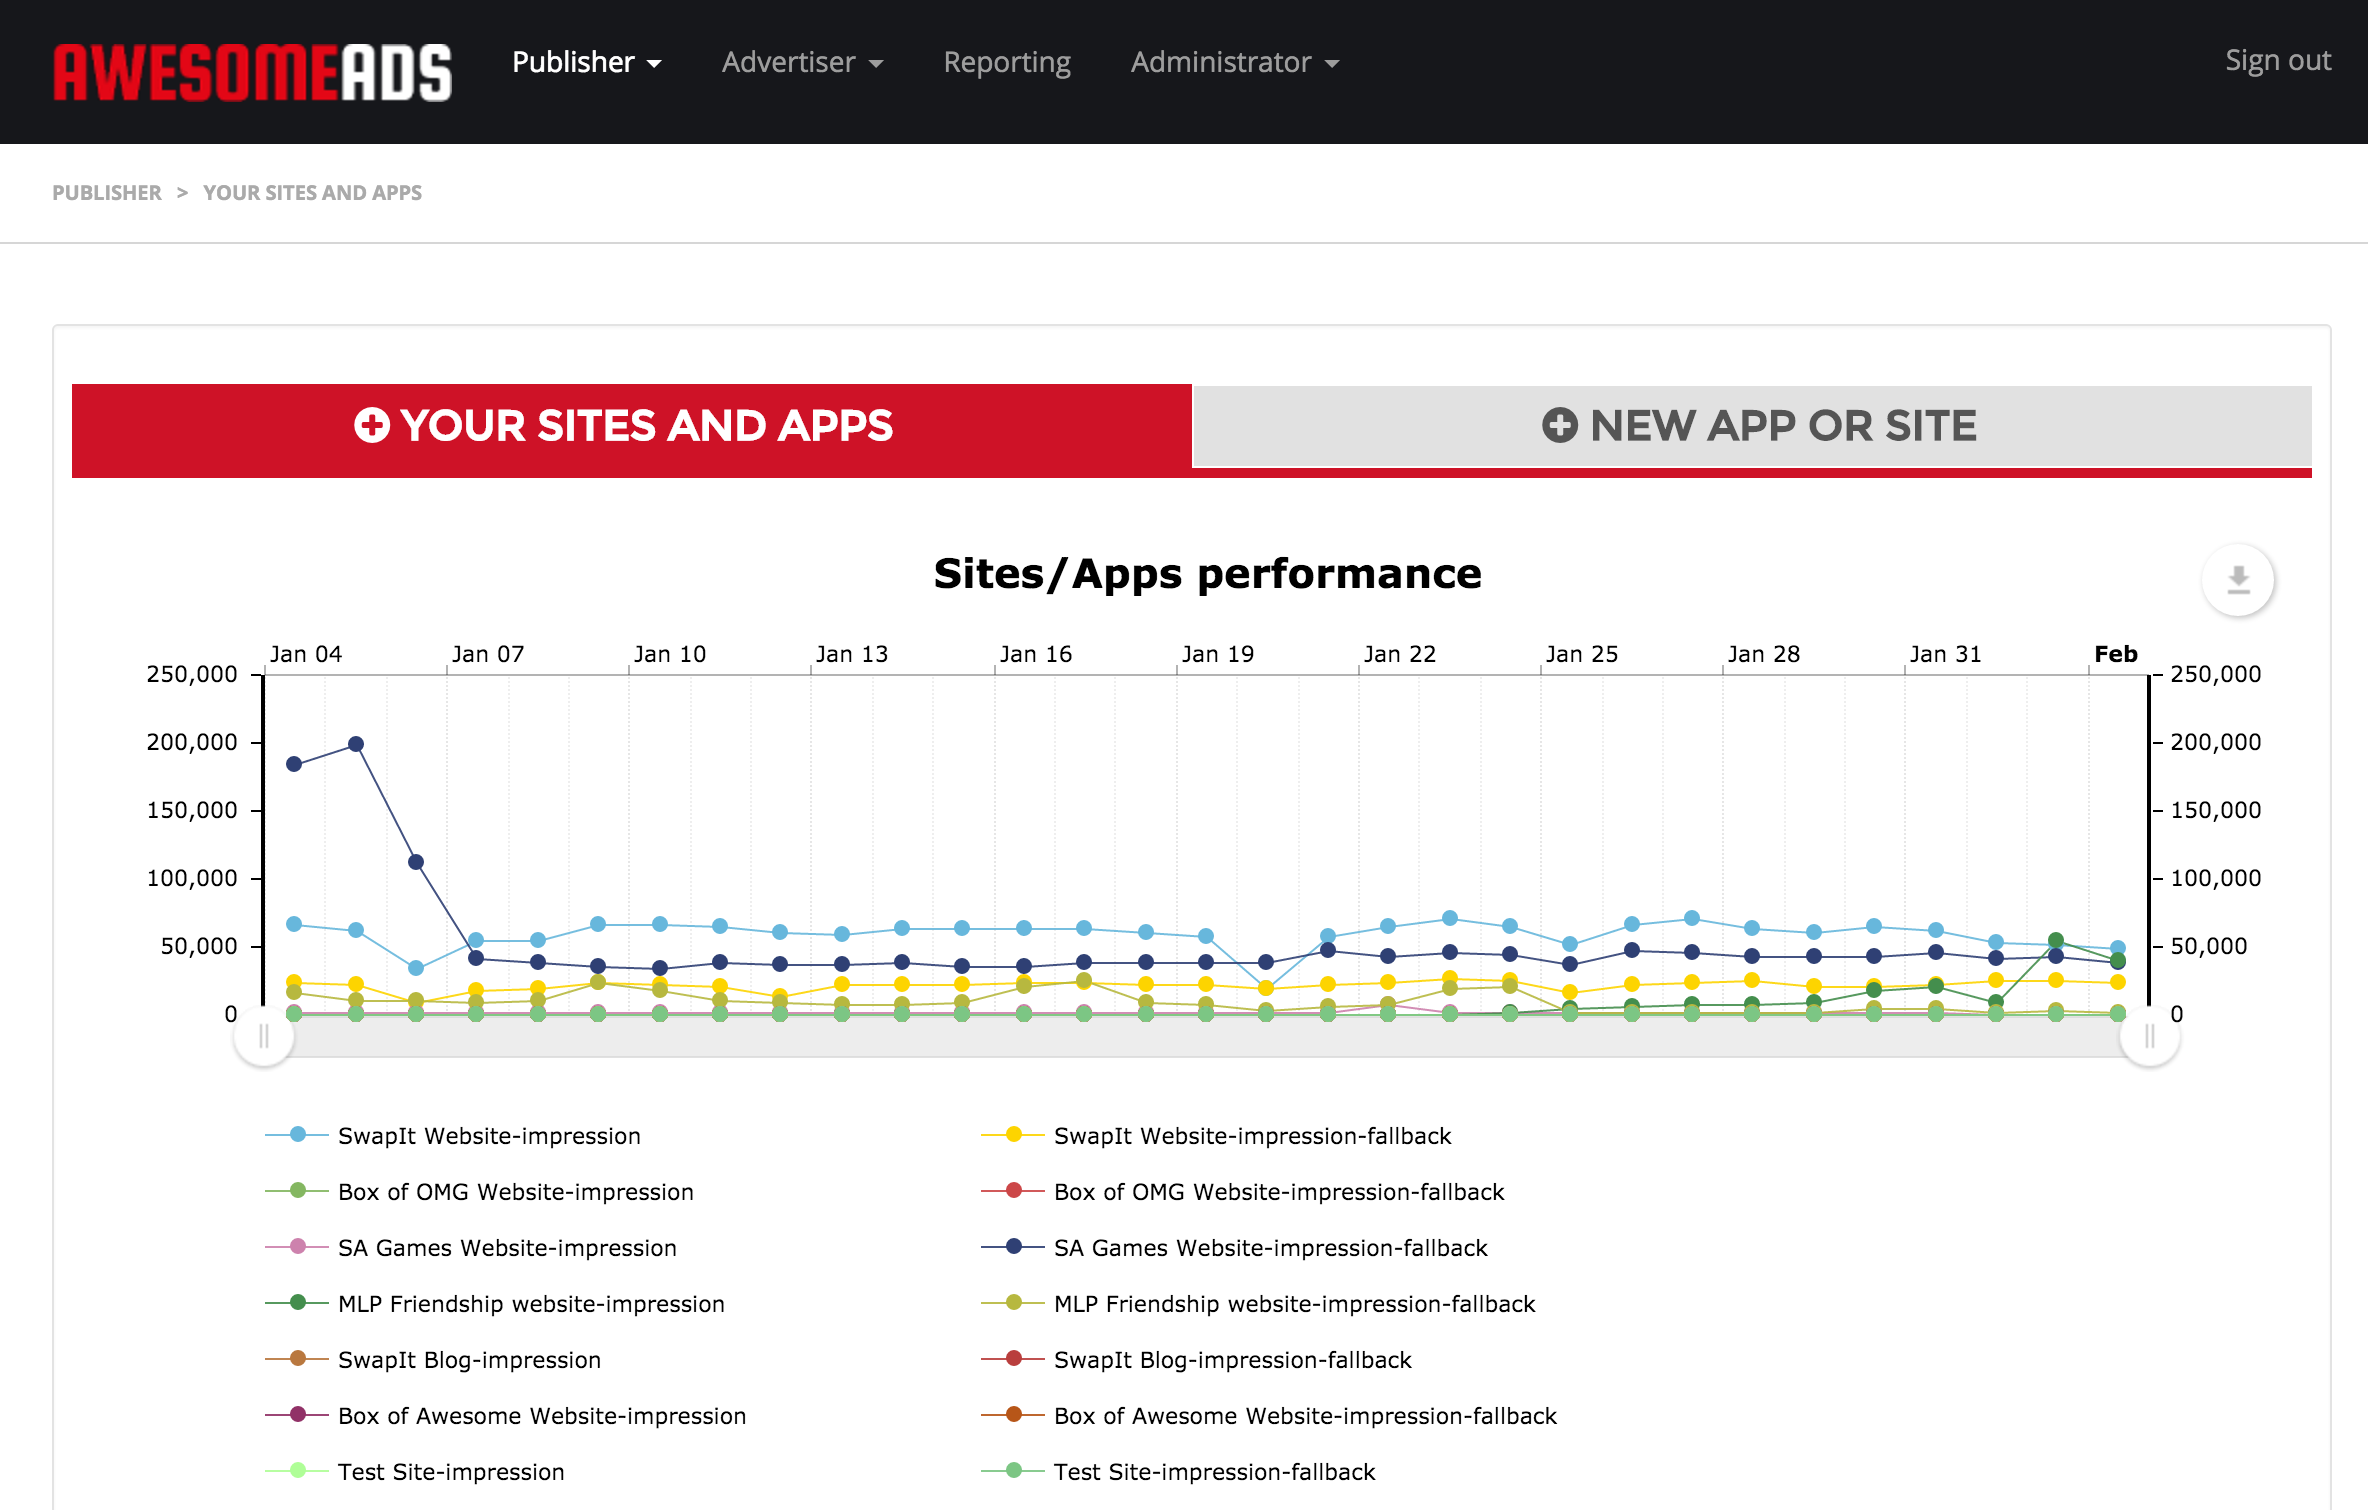 AWESOMEADS Publisher Advertiser Reporting Administrator Sign out
PUBLISHER > YOUR SITES AND APPS
YOUR SITES AND APPS NEW APP OR SITE
Sites/Apps performance
Jan 04 Jan 07 Jan 10 Jan 13 Jan 16 Jan 19 Jan 22 Jan 25 Jan 28 Jan 31 Feb
250,000 250,000
200,000 200,000
150,000 150,000
100,000 100,000
50,000 50,000
0 0
SwapIt Website-impression SwapIt Website-impression-fallback
Box of OMG Website-impression Box of OMG Website-impression-fallback
SA Games Website-impression SA Games Website-impression-fallback
MLP Friendship website-impression MLP Friendship website-impression-fallback
SwapIt Blog-impression SwapIt Blog-impression-fallback
Box of Awesome Website-impression Box of Awesome Website-impression-fallback
Test Site-impression Test Site-impression-fallback